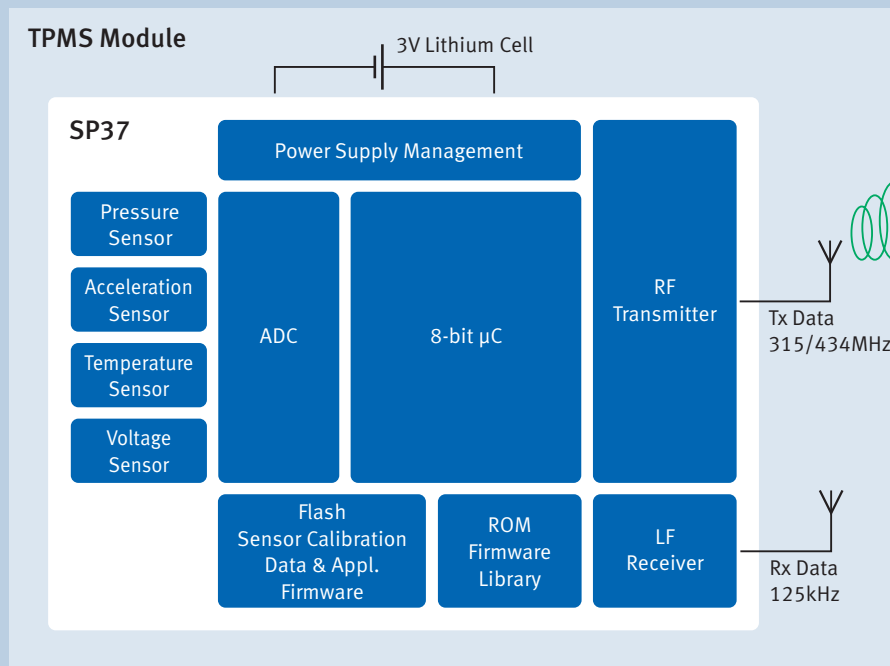 TPMS Module
3V Lithium Cell
SP37
Power Supply Management
Pressure
Sensor
Acceleration
Sensor
Temperature
Sensor
Voltage
Sensor
ADC
8-bit µC
RF
Transmitter
Tx Data
315/434MHz
Flash
Sensor Calibration
Data & Appl.
Firmware
ROM
Firmware
Library
LF
Receiver
Rx Data
125kHz